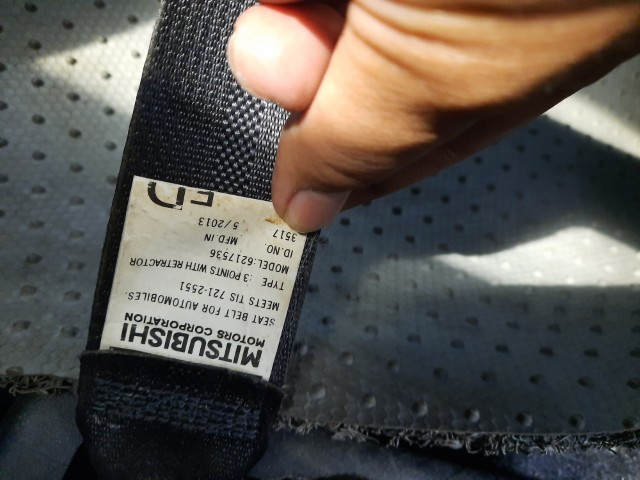 MITSUBISHI
MOTORS CORPORATION
SEAT BELT FOR AUTOMOBILES.
MEETS TIS 721-2551
TYPE :3 POINTS WITH RETRACTOR
MODEL:6217536
ID.NO. MFD.IN
3517 5/2013